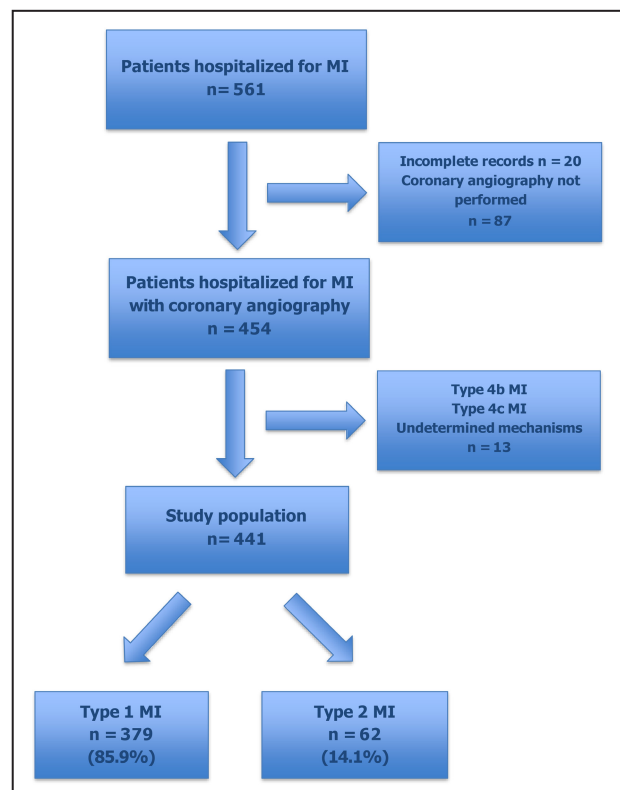 Patients hospitalized for MI
n= 561
Incomplete records n = 20
Coronary angiography not
performed
n = 87
Patients hospitalized for MI
with coronary angiography
n = 454
Type 4b MI
Type 4c MI
Undetermined mechanisms
n = 13
Study population
n= 441
Type 1 MI
n = 379
(85.9%)
Type 2 MI
n = 62
(14.1%)